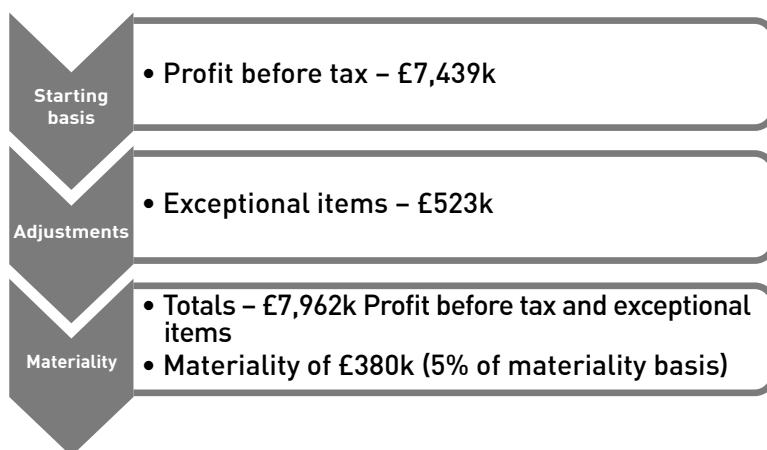 Starting
basis
• Profit before tax – £7,439k
Adjustments
• Exceptional items – £523k
Materiality
• Totals – £7,962k Profit before tax and exceptional
items
• Materiality of £380k (5% of materiality basis)